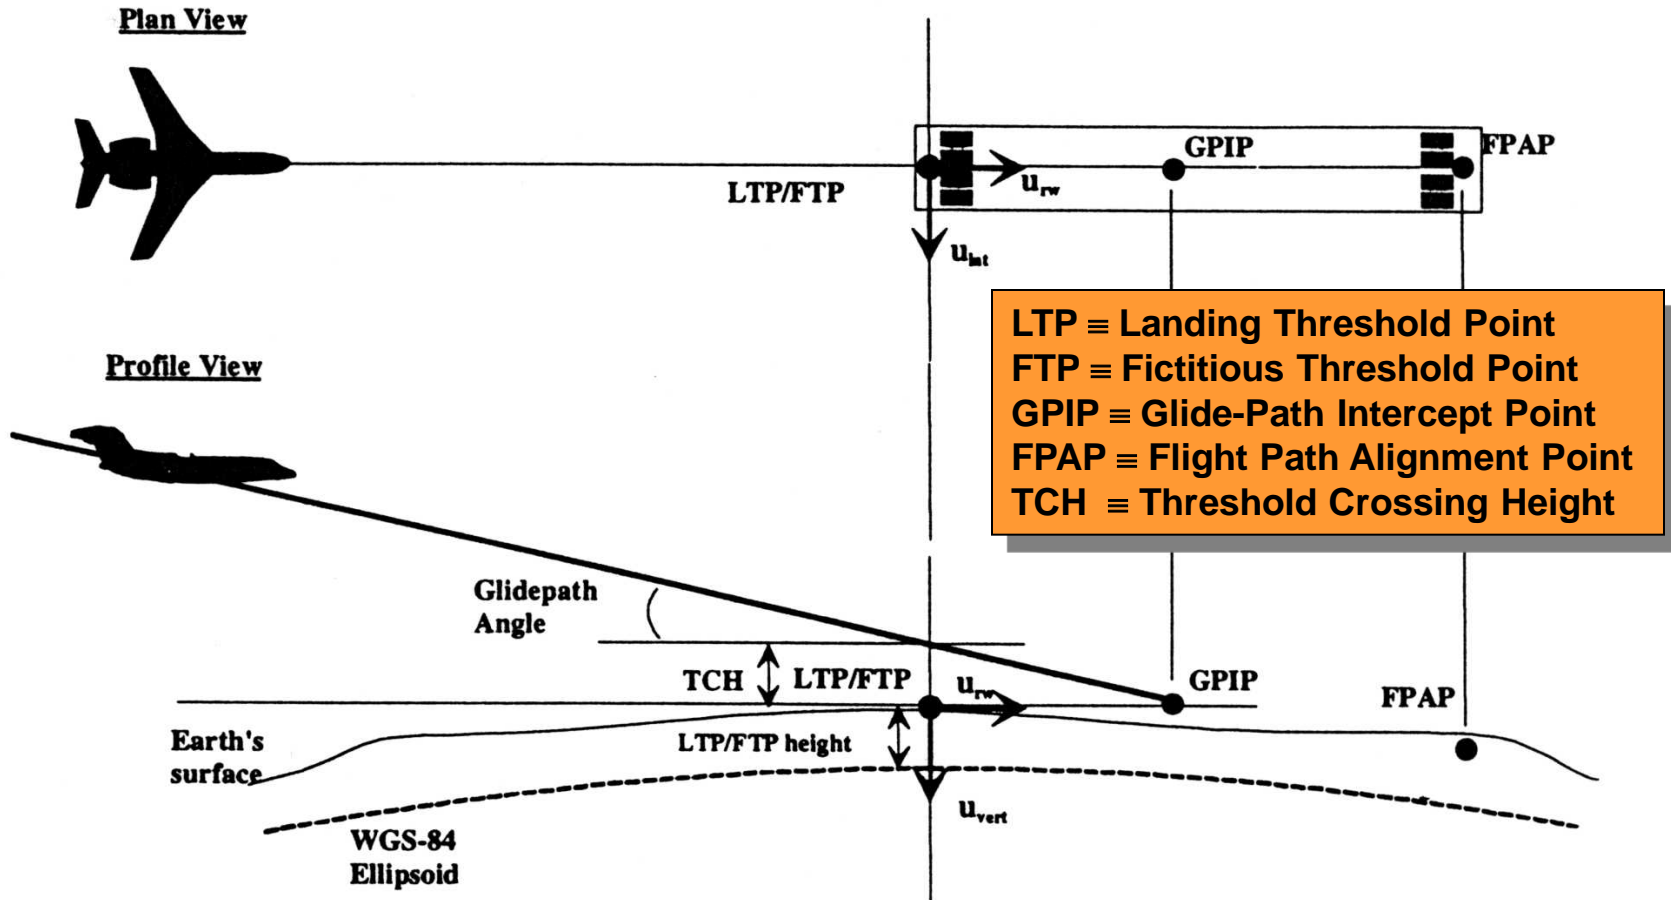 Plan View
GPIP
FPAP
LTP/FTP
u_rw
u_lat
LTP ≡ Landing Threshold Point
FTP ≡ Fictitious Threshold Point
GPIP ≡ Glide-Path Intercept Point
FPAP ≡ Flight Path Alignment Point
TCH ≡ Threshold Crossing Height
Profile View
Glidepath
Angle
TCH
LTP/FTP
u_rw
GPIP
FPAP
Earth's
surface
LTP/FTP height
u_vert
WGS-84
Ellipsoid